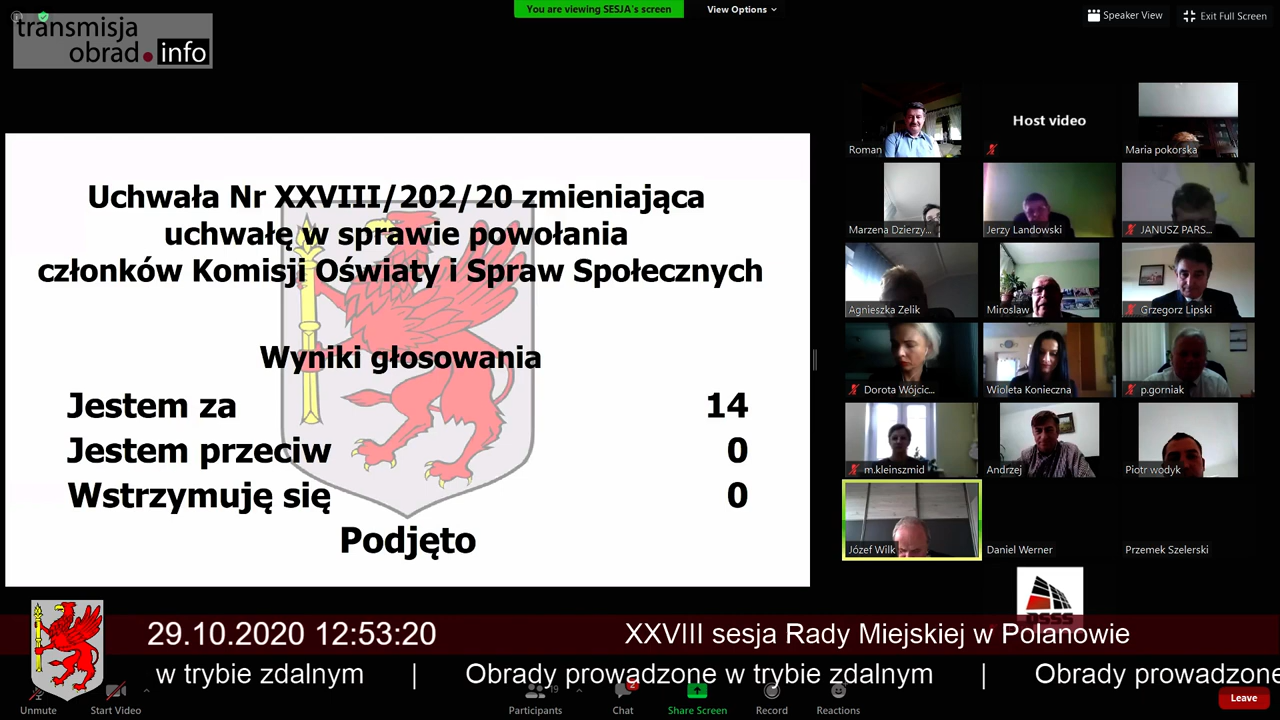 transmisja
obrad.info
You are viewing SESJA's screen
View Options
Speaker View
Exit Full Screen
Uchwała Nr XXVIII/202/20 zmieniająca
uchwałę w sprawie powołania
członków Komisji Oświaty i Spraw Społecznych
Wyniki głosowania
Jestem za 14
Jestem przeciw 0
Wstrzymuję się 0
Podjęto
Roman
Host video
Maria pokorska
Marzena Dzierzy...
Jerzy Landowski
JANUSZ PARS...
Agnieszka Zelik
Miroslaw
Grzegorz Lipski
Dorota Wójcic...
Wioleta Konieczna
p.gorniak
m.kleinszmid
Andrzej
Piotr wodyk
Józef Wilk
Daniel Werner
Przemek Szelerski
29.10.2020 12:53:20
XXVIII sesja Rady Miejskiej w Polanowie
w trybie zdalnym | Obrady prowadzone w trybie zdalnym | Obrady prowadzone
Unmute
Start Video
19
Participants
2
Chat
Share Screen
Record
Reactions
Leave